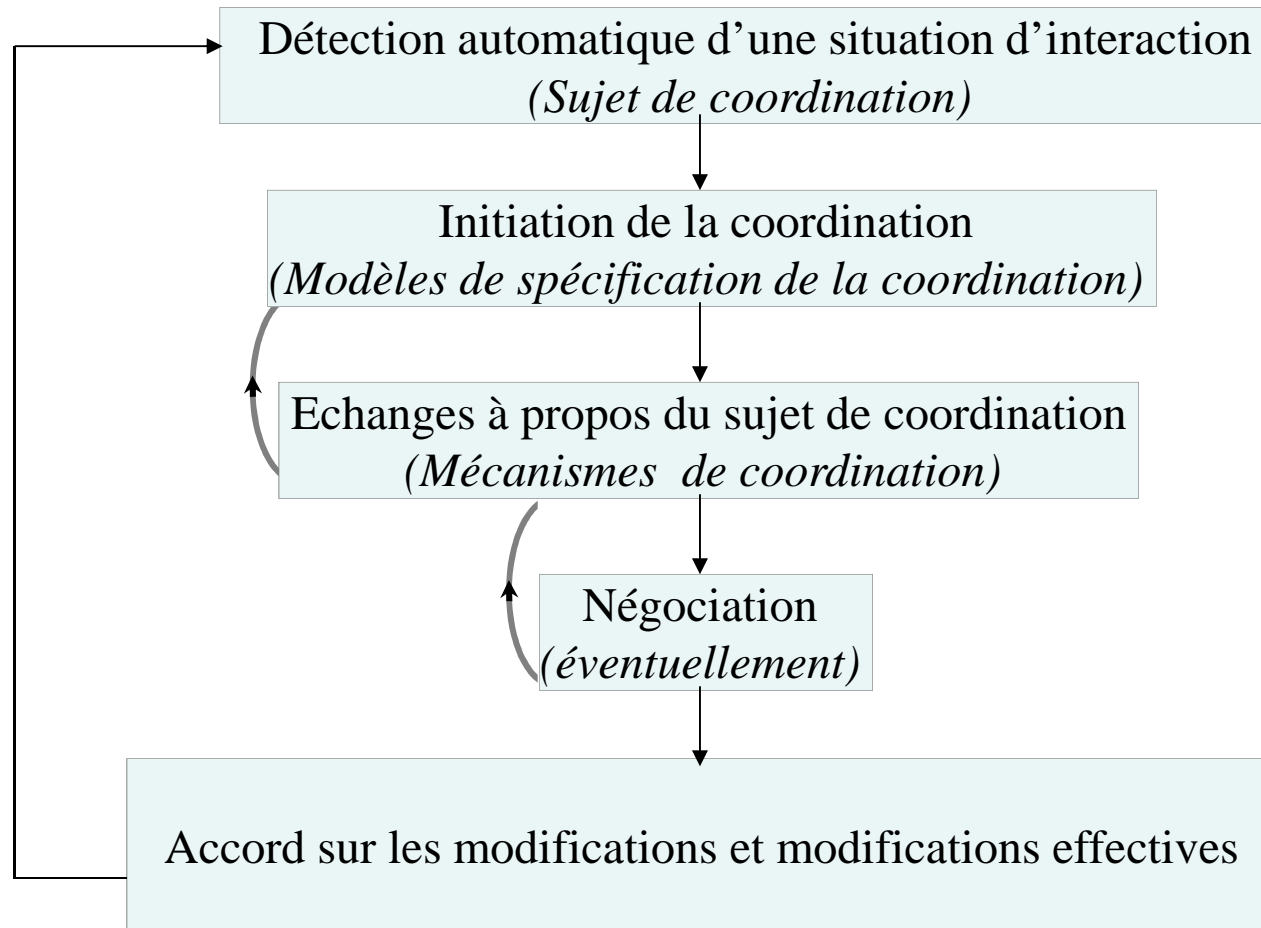 Détection automatique d’une situation d’interaction
(Sujet de coordination)
Initiation de la coordination
(Modèles de spécification de la coordination)
Echanges à propos du sujet de coordination
(Mécanismes de coordination)
Négociation
(éventuellement)
Accord sur les modifications et modifications effectives